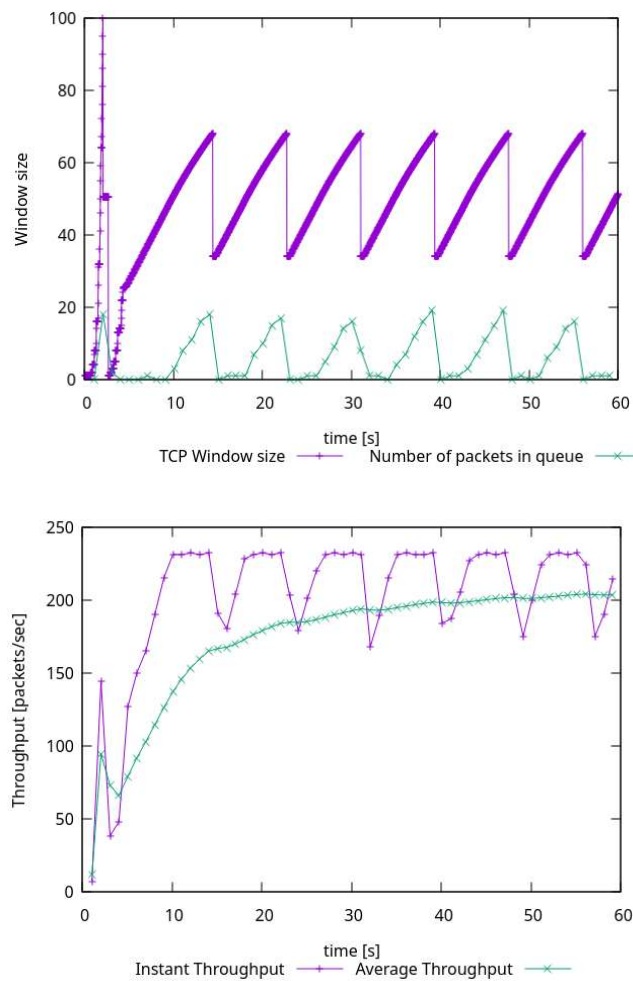 100
80
60
40
20
0
Window size
0 10 20 30 40 50 60
time [s]
TCP Window size Number of packets in queue
250
200
150
100
50
0
Throughput [packets/sec]
0 10 20 30 40 50 60
time [s]
Instant Throughput Average Throughput